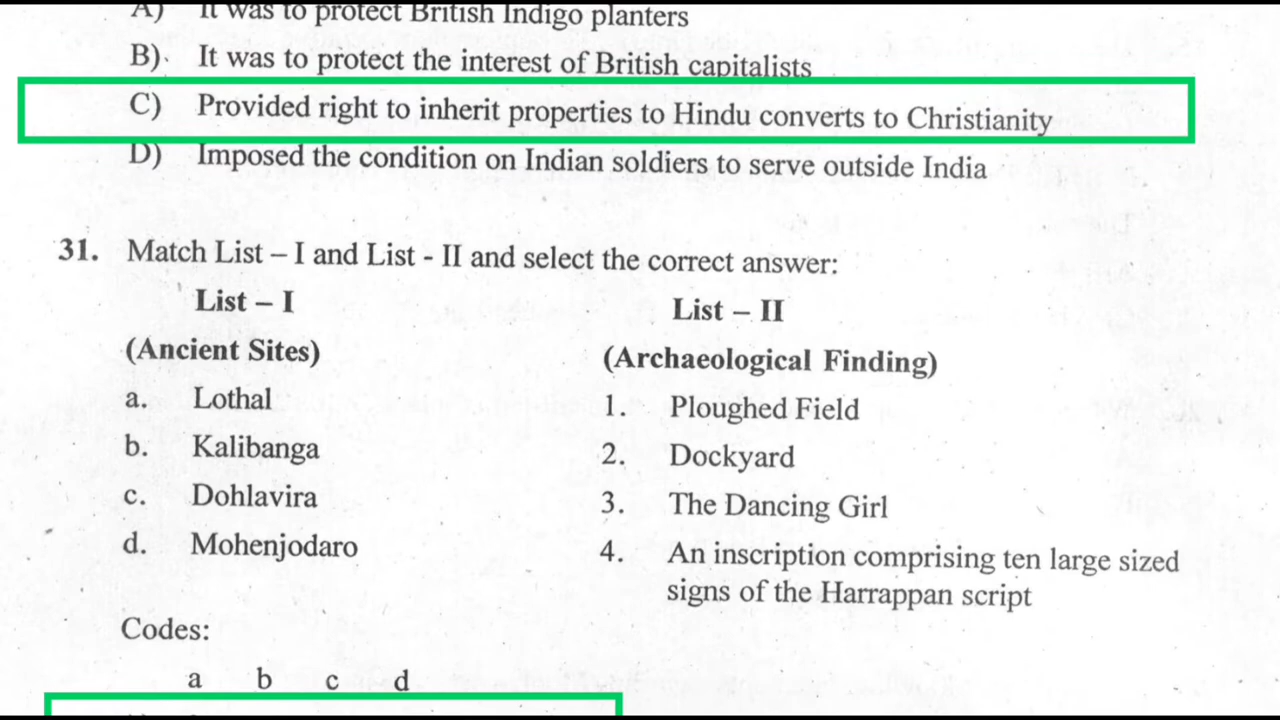 A) It was to protect British Indigo planters
B) It was to protect the interest of British capitalists
C) Provided right to inherit properties to Hindu converts to Christianity
D) Imposed the condition on Indian soldiers to serve outside India
31. Match List – I and List - II and select the correct answer:
List – I List – II
(Ancient Sites) (Archaeological Finding)
a. Lothal 1. Ploughed Field
b. Kalibanga 2. Dockyard
c. Dohlavira 3. The Dancing Girl
d. Mohenjodaro 4. An inscription comprising ten large sized
signs of the Harrappan script
Codes:
a b c d